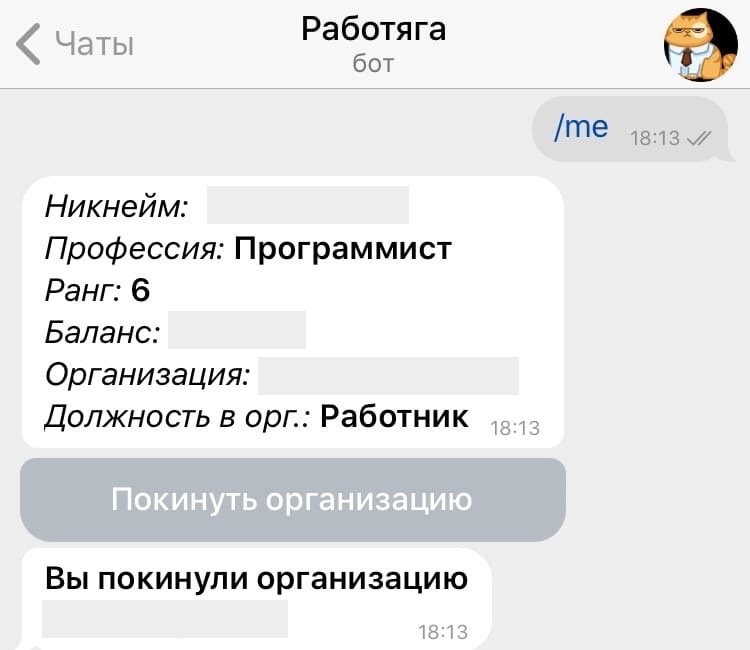 Чаты
Работяга
бот
/me 18:13
Никнейм:
Профессия: Программист
Ранг: 6
Баланс:
Организация:
Должность в орг.: Работник 18:13
Покинуть организацию
Вы покинули организацию
18:13